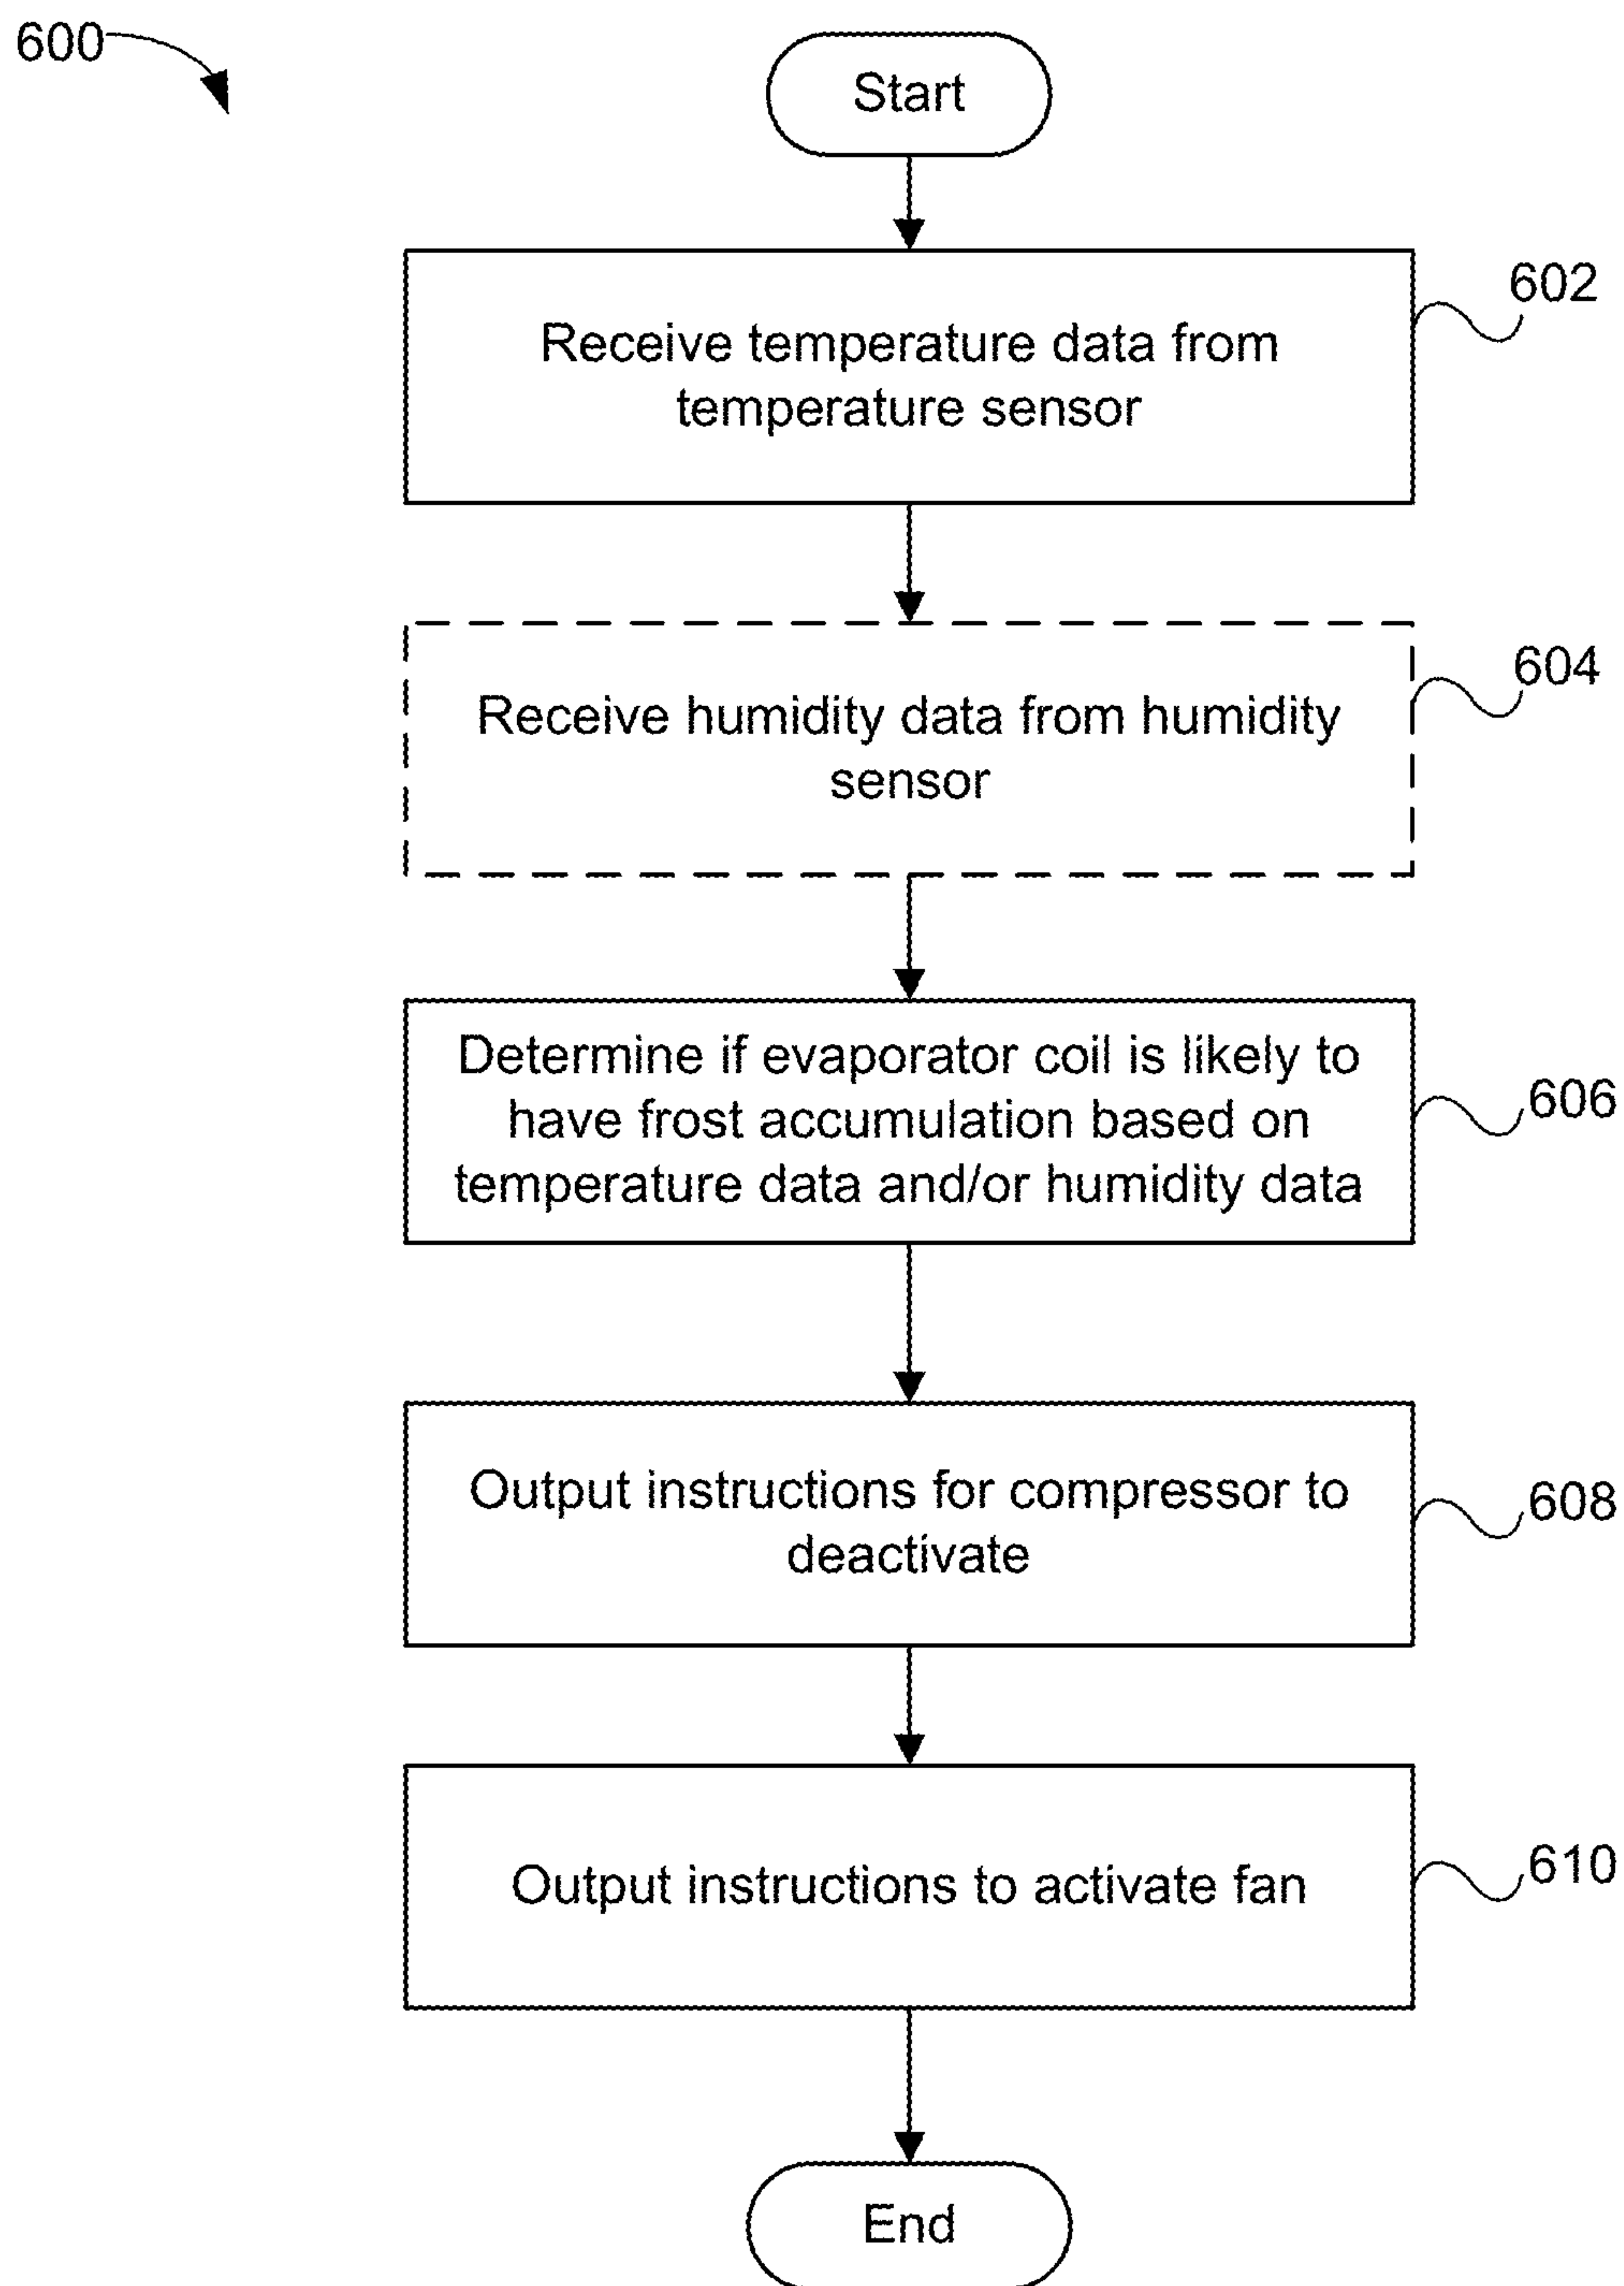 600
Start
602
Receive temperature data from
temperature sensor
604
Receive humidity data from humidity
sensor
606
Determine if evaporator coil is likely to
have frost accumulation based on
temperature data and/or humidity data
608
Output instructions for compressor to
deactivate
610
Output instructions to activate fan
End